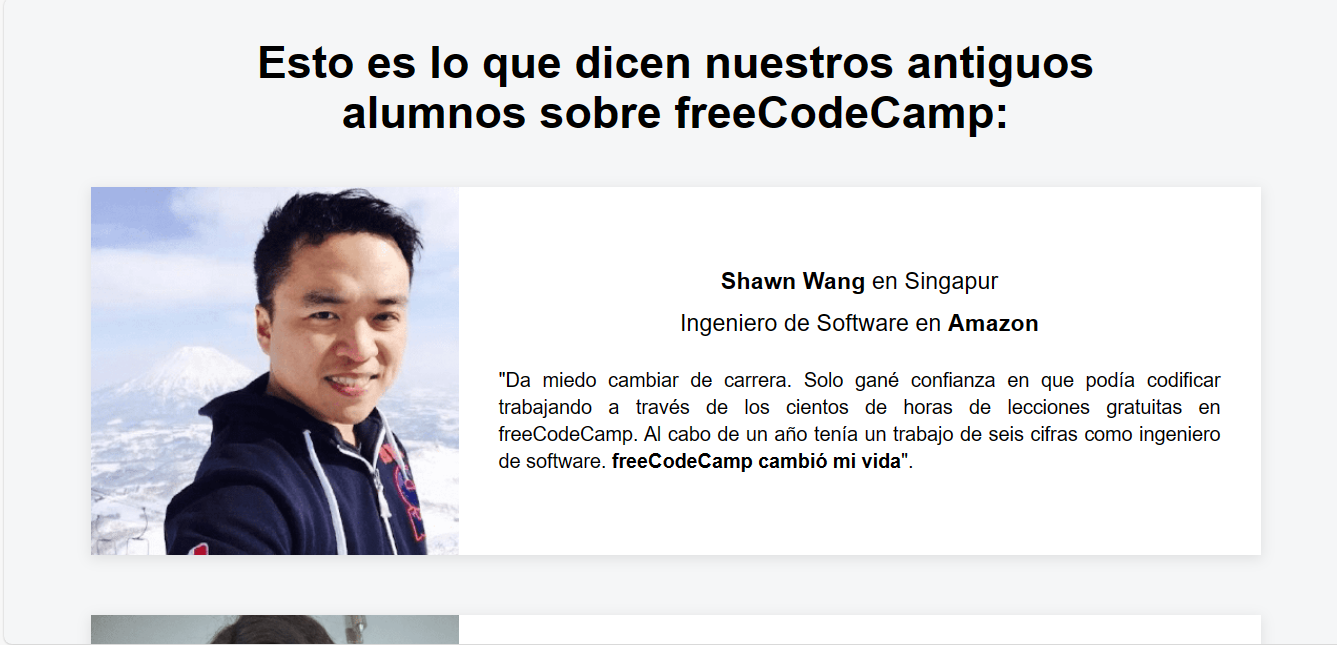 Esto es lo que dicen nuestros antiguos
alumnos sobre freeCodeCamp:
Shawn Wang en Singapur
Ingeniero de Software en Amazon
"Da miedo cambiar de carrera. Solo gané confianza en que podía codificar
trabajando a través de los cientos de horas de lecciones gratuitas en
freeCodeCamp. Al cabo de un año tenía un trabajo de seis cifras como ingeniero
de software. freeCodeCamp cambió mi vida".